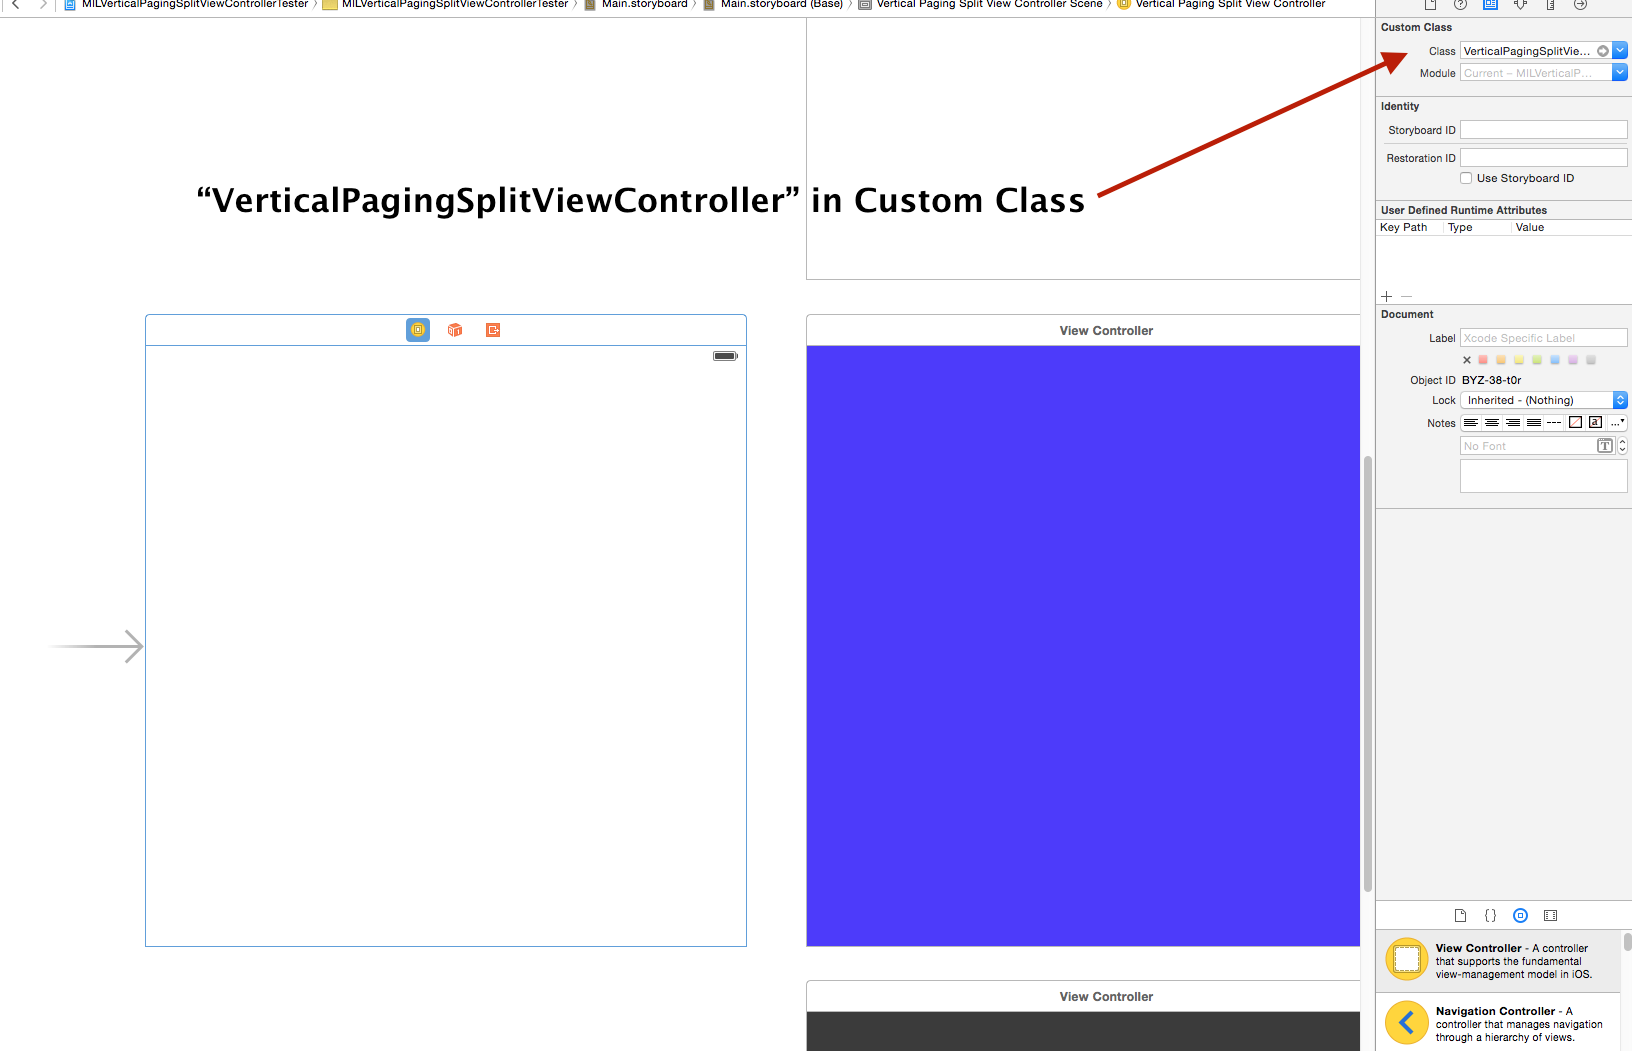 MILVerticalPagingSplitViewControllerTester 〉 MILVerticalPagingSplitViewControllerTester 〉 Main.storyboard 〉 Main.storyboard (Base) 〉 Vertical Paging Split View Controller Scene 〉 Vertical Paging Split View Controller
Custom Class
Class VerticalPagingSplitVie...
Module Current – MILVerticalP...
Identity
Storyboard ID
Restoration ID
Use Storyboard ID
“VerticalPagingSplitViewController” in Custom Class
User Defined Runtime Attributes
Key Path Type Value
Document
Label Xcode Specific Label
View Controller
Object ID BYZ-38-t0r
Lock Inherited - (Nothing)
Notes
No Font
View Controller - A controller
that supports the fundamental
view-management model in iOS.
View Controller
Navigation Controller - A
controller that manages navigation
through a hierarchy of views.